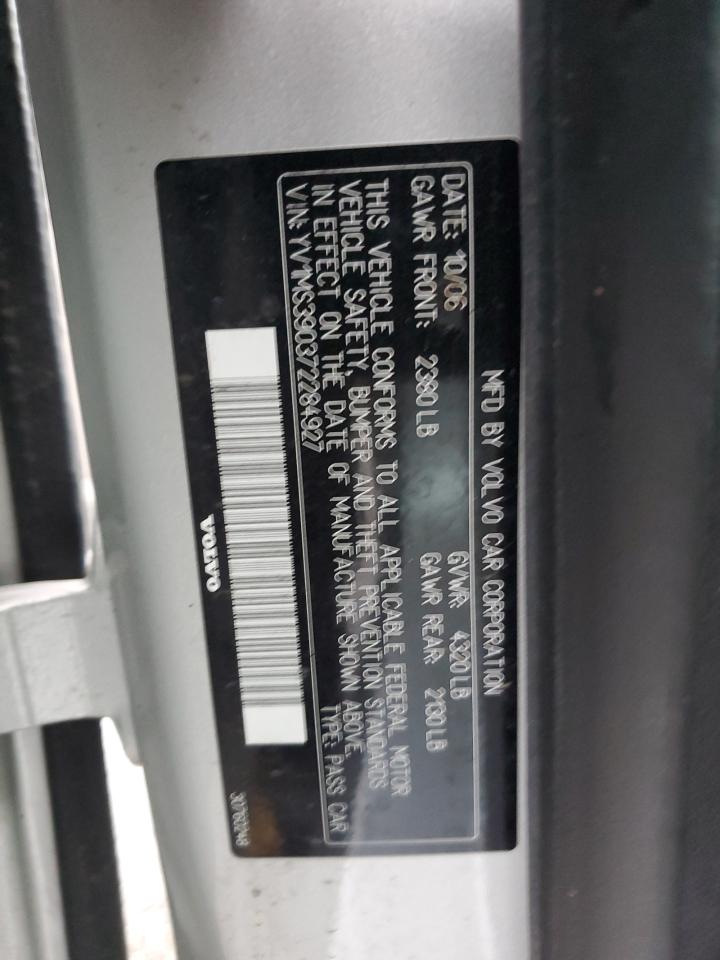 MFD BY VOLVO CAR CORPORATION
DATE: 10/06 GVWR: 4320 LB
GAWR FRONT: 2380 LB GAWR REAR: 2130 LB
THIS VEHICLE CONFORMS TO ALL APPLICABLE FEDERAL MOTOR
VEHICLE SAFETY, BUMPER AND THEFT PREVENTION STANDARDS
IN EFFECT ON THE DATE OF MANUFACTURE SHOWN ABOVE.
VIN: YV1MS390372284927 TYPE: PASS CAR
VOLVO
30792248